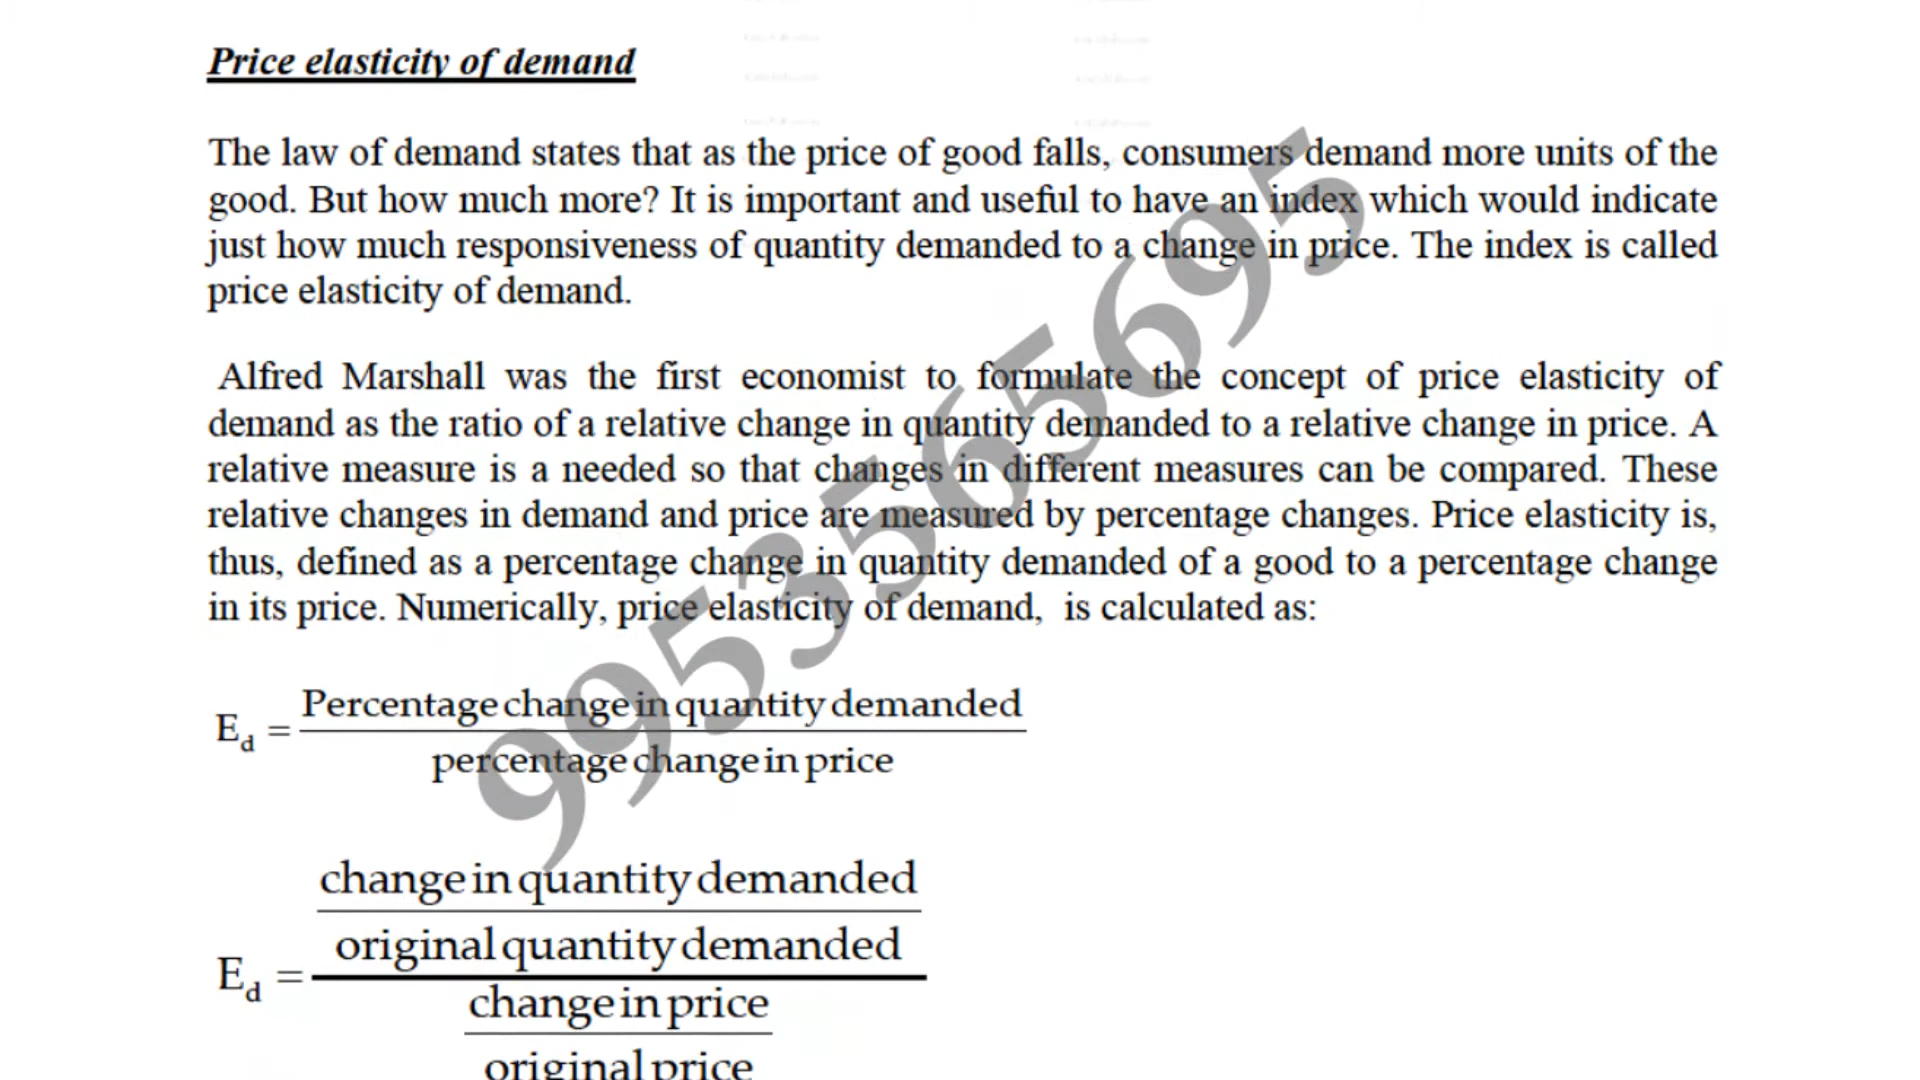 Price elasticity of demand
The law of demand states that as the price of good falls, consumers demand more units of the
good. But how much more? It is important and useful to have an index which would indicate
just how much responsiveness of quantity demanded to a change in price. The index is called
price elasticity of demand.
Alfred Marshall was the first economist to formulate the concept of price elasticity of
demand as the ratio of a relative change in quantity demanded to a relative change in price. A
relative measure is a needed so that changes in different measures can be compared. These
relative changes in demand and price are measured by percentage changes. Price elasticity is,
thus, defined as a percentage change in quantity demanded of a good to a percentage change
in its price. Numerically, price elasticity of demand, is calculated as:
Percentage change in quantity demanded
Ed =
percentage change in price
change in quantity demanded
original quantity demanded
Ed =
change in price
original price
9953565695